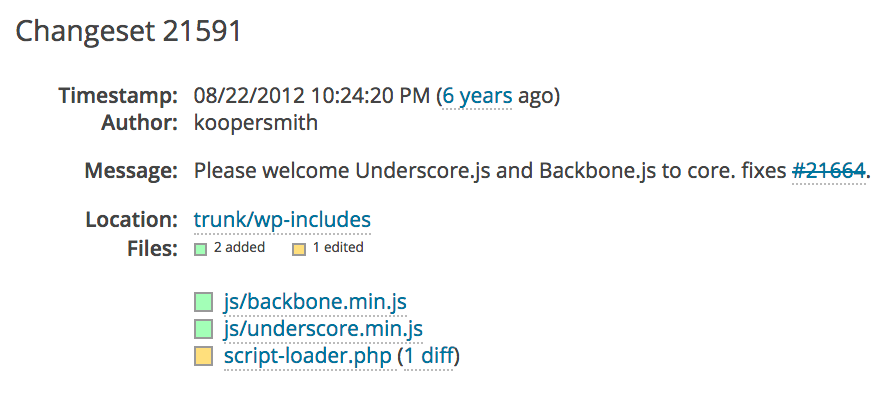 Changeset 21591
Timestamp: 08/22/2012 10:24:20 PM (6 years ago)
Author: koopersmith
Message: Please welcome Underscore.js and Backbone.js to core. fixes #21664.
Location: trunk/wp-includes
Files: 2 added 1 edited
js/backbone.min.js
js/underscore.min.js
script-loader.php (1 diff)